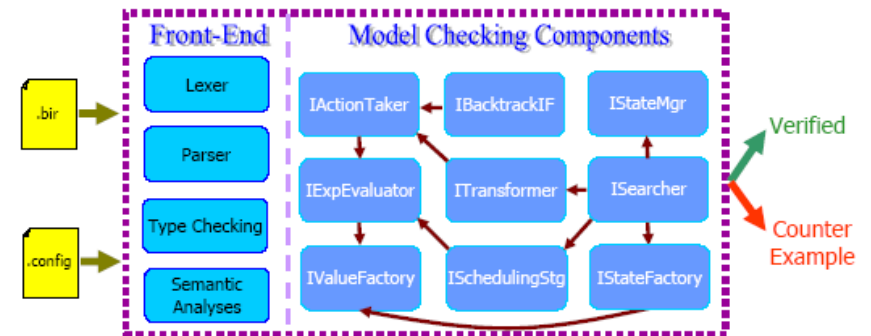 Front-End
Model Checking Components
.bir
.config
Lexer
Parser
Type Checking
Semantic
Analyses
IActionTaker
IBacktrackIF
IStateMgr
IExpEvaluator
ITransformer
ISearcher
IValueFactory
ISchedulingStg
IStateFactory
Verified
Counter
Example